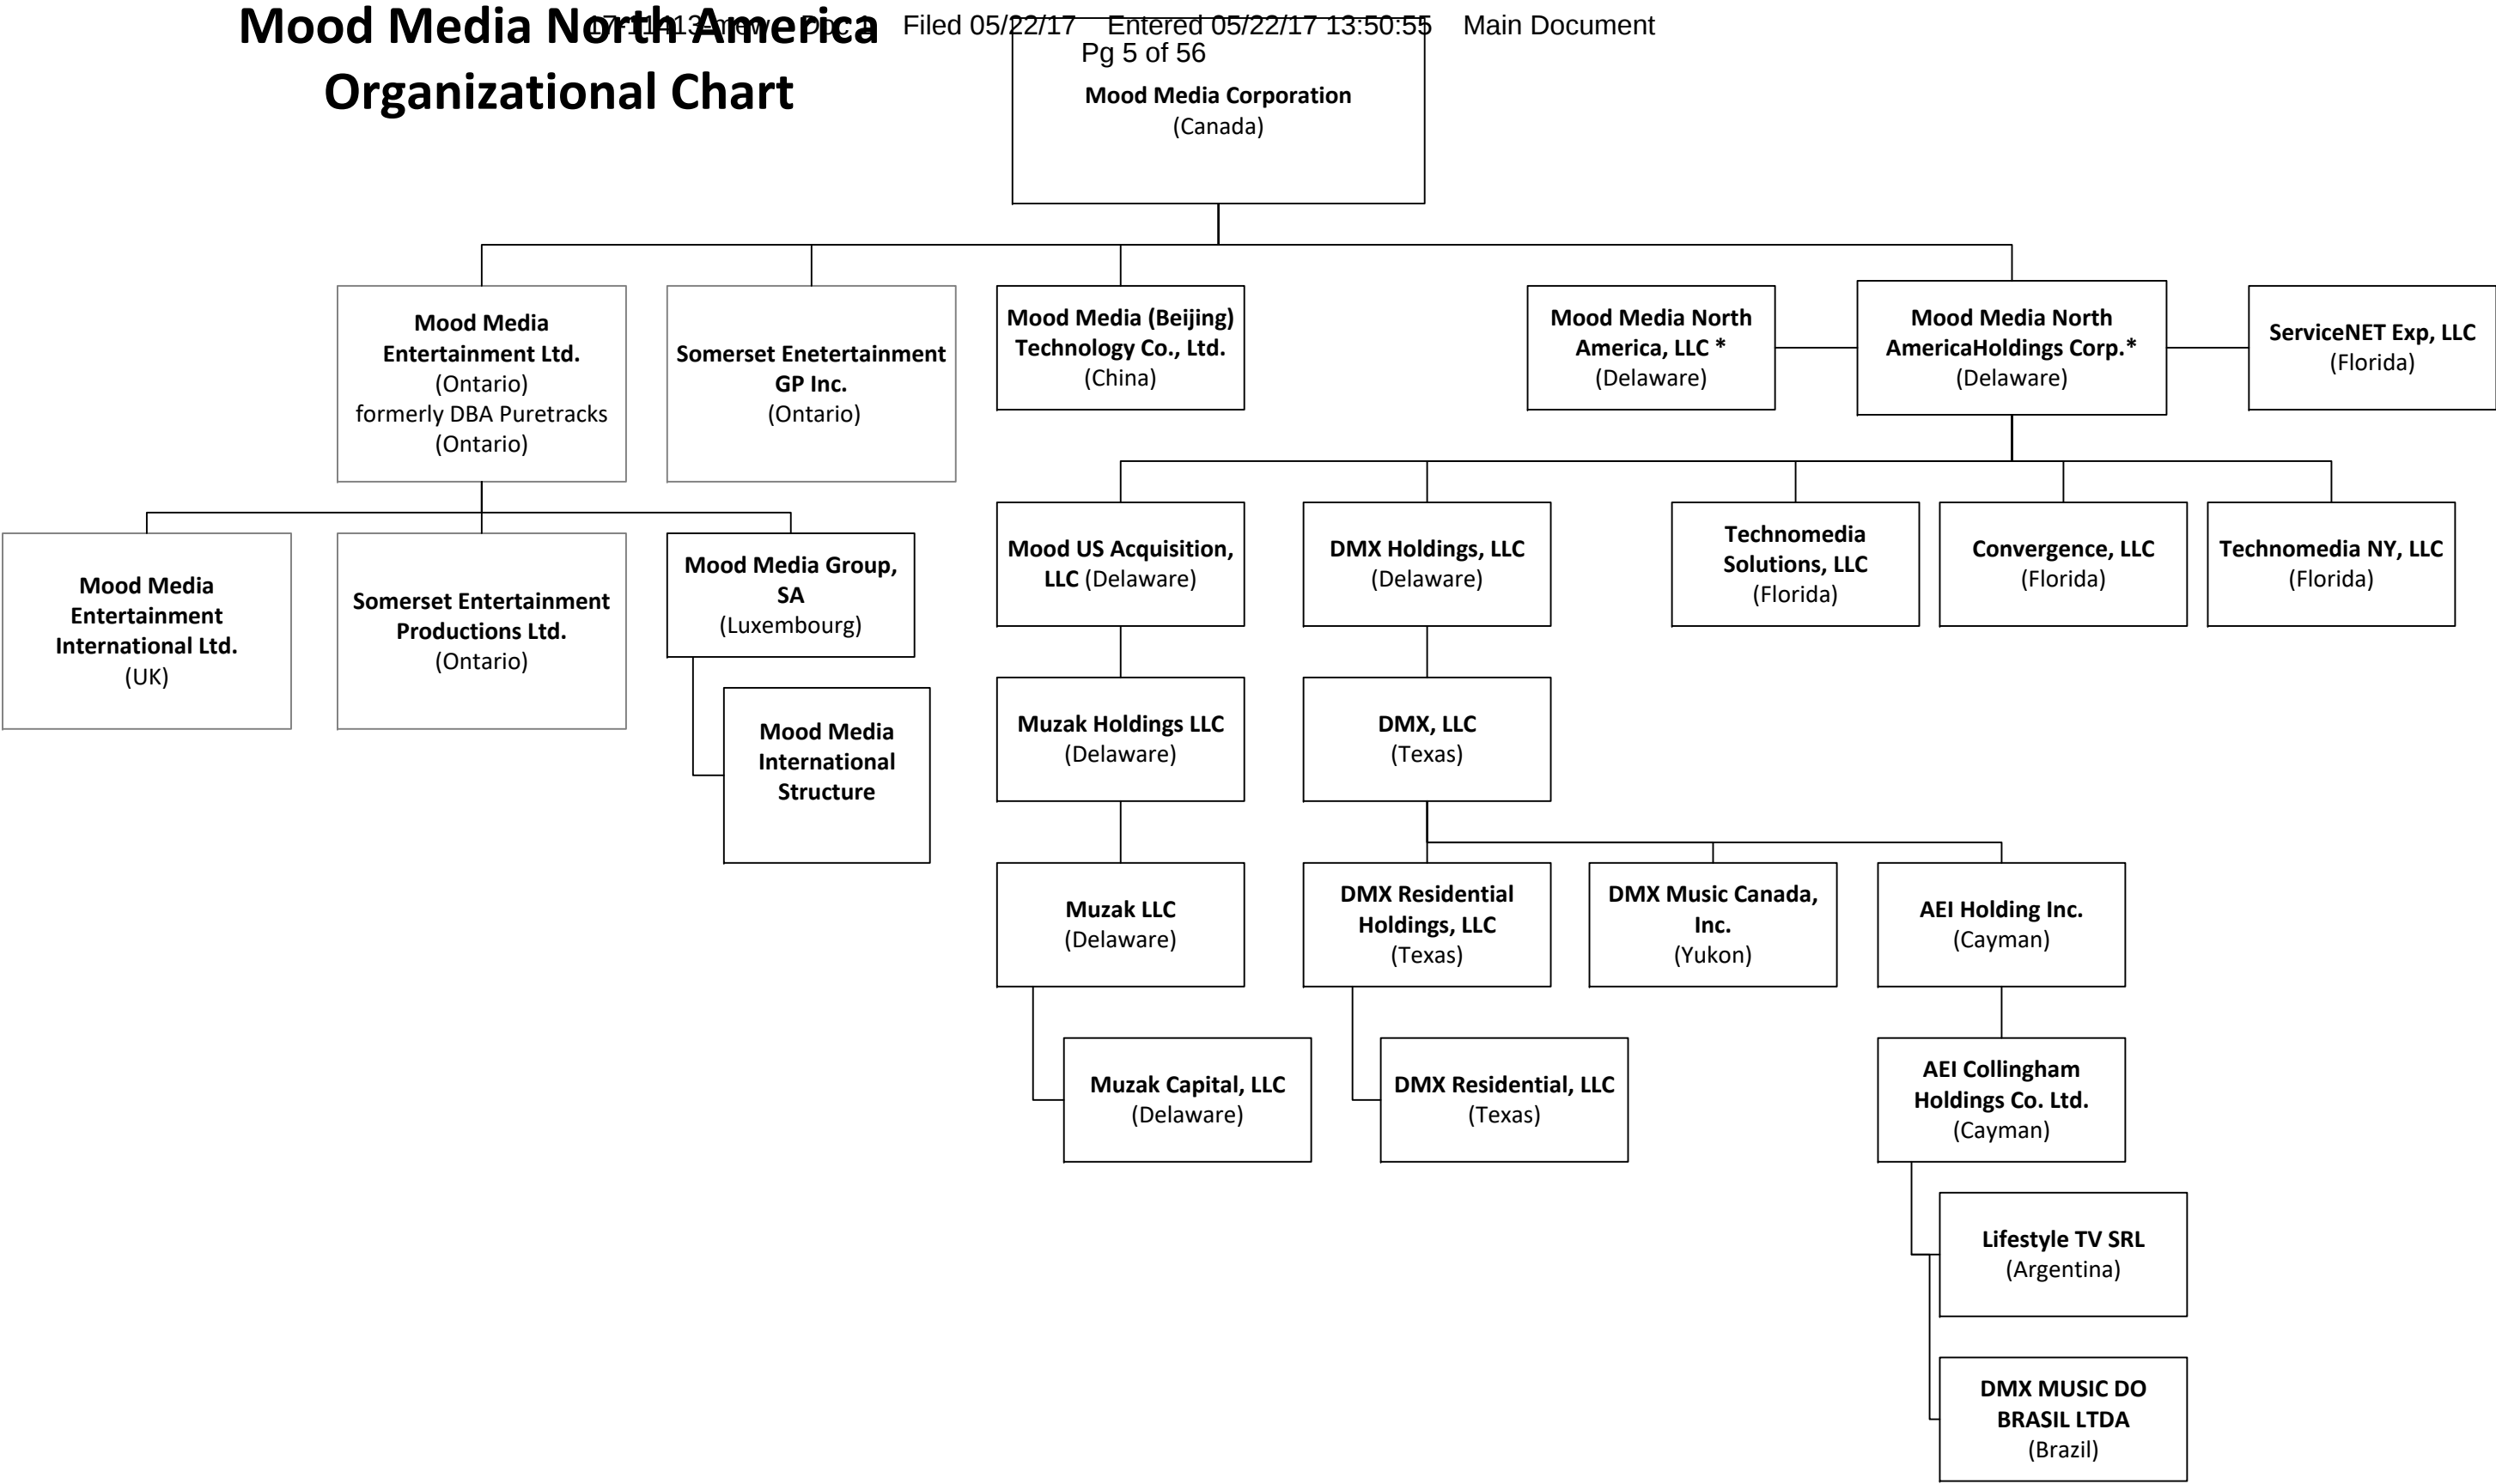 Mood Media North America
Organizational Chart
Filed 05/22/17 Entered 05/22/17 13:50:55 Main Document
Pg 5 of 56
Mood Media Corporation
(Canada)
Mood Media
Entertainment Ltd.
(Ontario)
formerly DBA Puretracks
(Ontario)
Somerset Enetertainment
GP Inc.
(Ontario)
Mood Media (Beijing)
Technology Co., Ltd.
(China)
Mood Media North
America, LLC *
(Delaware)
Mood Media North
AmericaHoldings Corp.*
(Delaware)
ServiceNET Exp, LLC
(Florida)
Mood Media
Entertainment
International Ltd.
(UK)
Somerset Entertainment
Productions Ltd.
(Ontario)
Mood Media Group,
SA
(Luxembourg)
Mood Media
International
Structure
Mood US Acquisition,
LLC (Delaware)
DMX Holdings, LLC
(Delaware)
Technomedia
Solutions, LLC
(Florida)
Convergence, LLC
(Florida)
Technomedia NY, LLC
(Florida)
Muzak Holdings LLC
(Delaware)
DMX, LLC
(Texas)
Muzak LLC
(Delaware)
DMX Residential
Holdings, LLC
(Texas)
DMX Music Canada,
Inc.
(Yukon)
AEI Holding Inc.
(Cayman)
Muzak Capital, LLC
(Delaware)
DMX Residential, LLC
(Texas)
AEI Collingham
Holdings Co. Ltd.
(Cayman)
Lifestyle TV SRL
(Argentina)
DMX MUSIC DO
BRASIL LTDA
(Brazil)